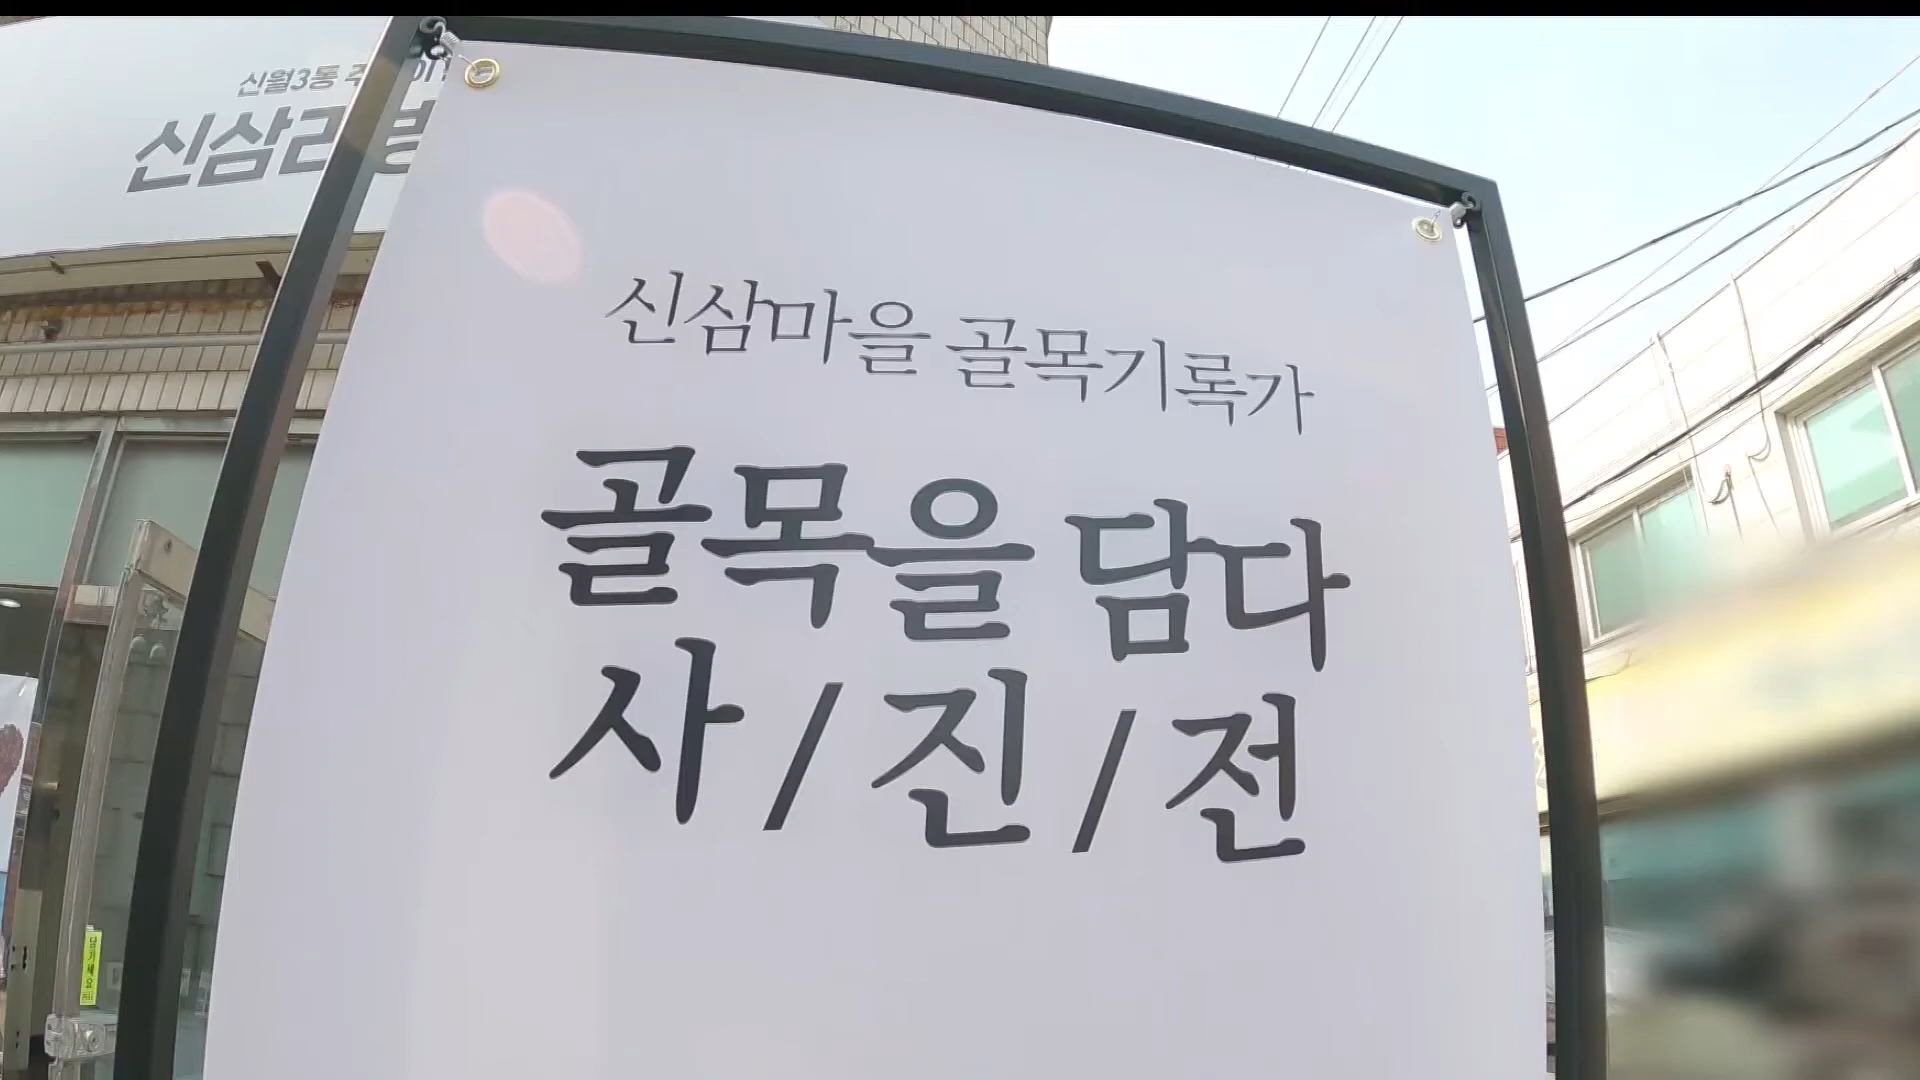 신월3동
신삼리
신삼마을 골목기록가
골목을 담다
사/진/전